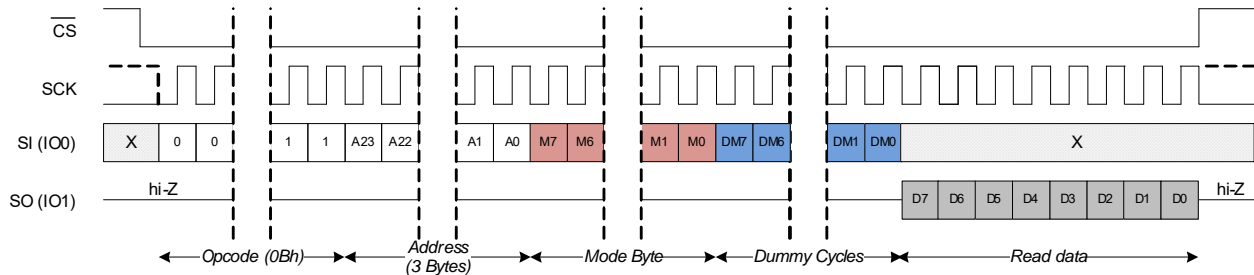 CS
SCK
SI (IO0) X 0 0 1 1 A23 A22 A1 A0 M7 M6 M1 M0 DM7 DM6 DM1 DM0 X
hi-Z hi-Z
SO (IO1) D7 D6 D5 D4 D3 D2 D1 D0
Opcode (0Bh) Address Mode Byte Dummy Cycles Read data
(3 Bytes)